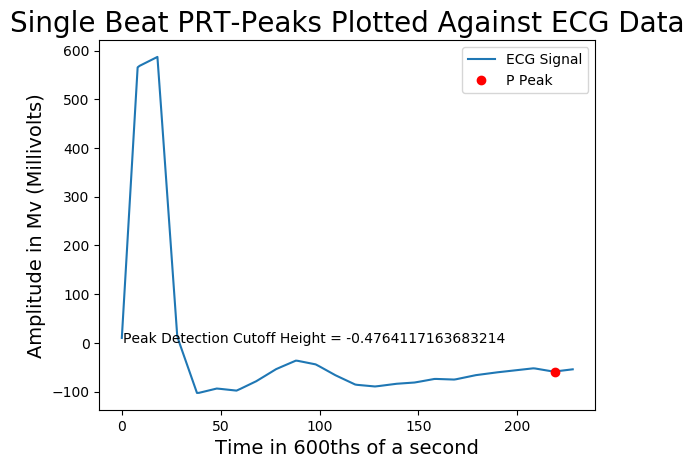 Single Beat PRT-Peaks Plotted Against ECG Data
600
500
400
300
200
100
0
−100
Amplitude in Mv (Millivolts)
ECG Signal
P Peak
Peak Detection Cutoff Height = -0.4764117163683214
0 50 100 150 200
Time in 600ths of a second